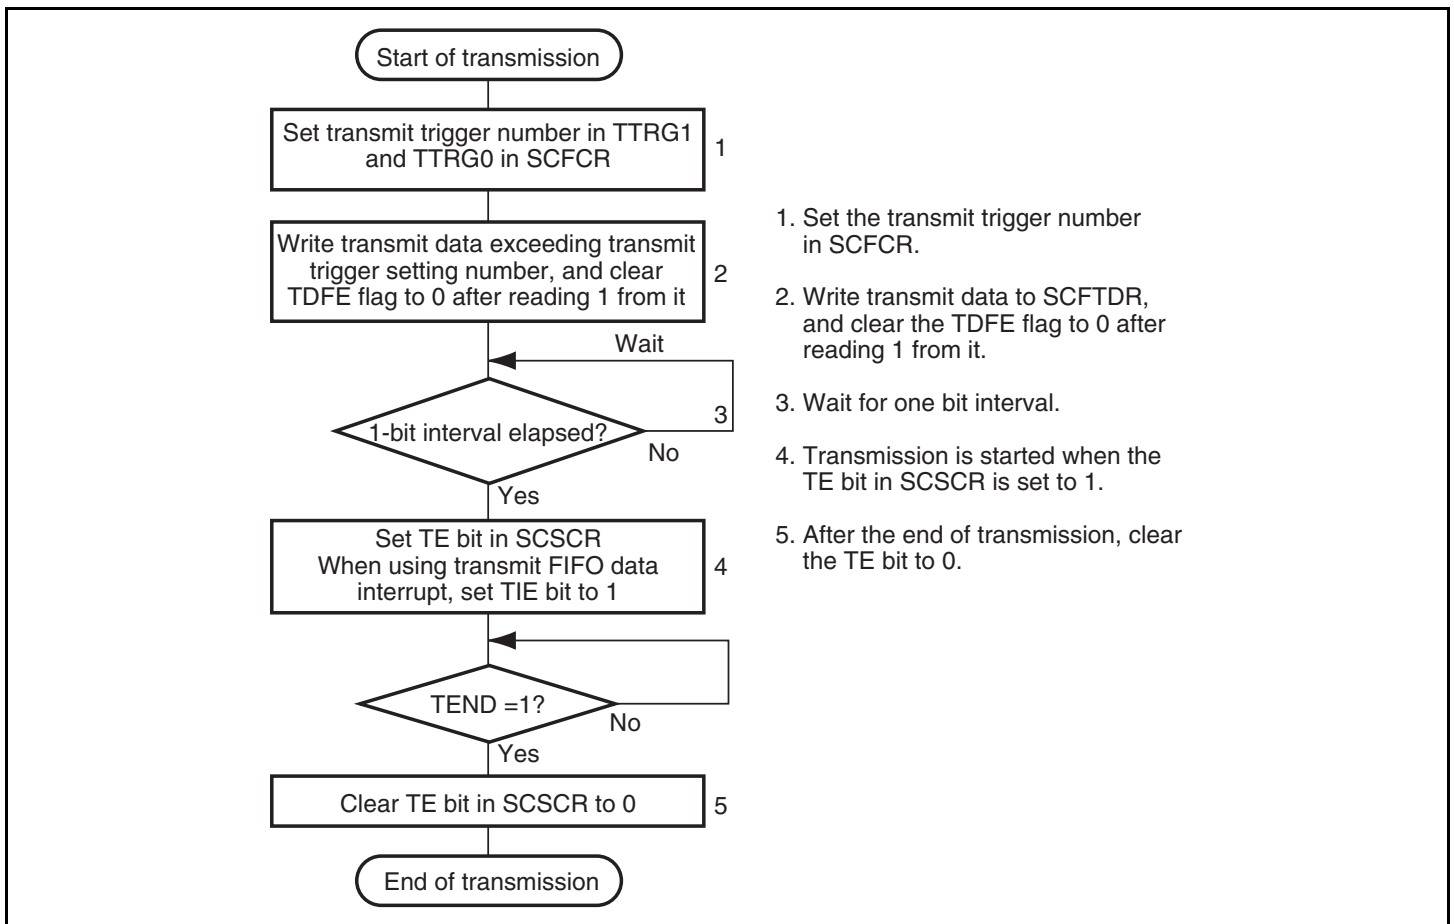 Start of transmission
Set transmit trigger number in TTRG1
and TTRG0 in SCFCR
1
Write transmit data exceeding transmit
trigger setting number, and clear
TDFE flag to 0 after reading 1 from it
2
Wait
1-bit interval elapsed?
3
No
Yes
Set TE bit in SCSCR
When using transmit FIFO data
interrupt, set TIE bit to 1
4
TEND =1?
No
Yes
Clear TE bit in SCSCR to 0
5
End of transmission
1. Set the transmit trigger number
in SCFCR.
2. Write transmit data to SCFTDR,
and clear the TDFE flag to 0 after
reading 1 from it.
3. Wait for one bit interval.
4. Transmission is started when the
TE bit in SCSCR is set to 1.
5. After the end of transmission, clear
the TE bit to 0.